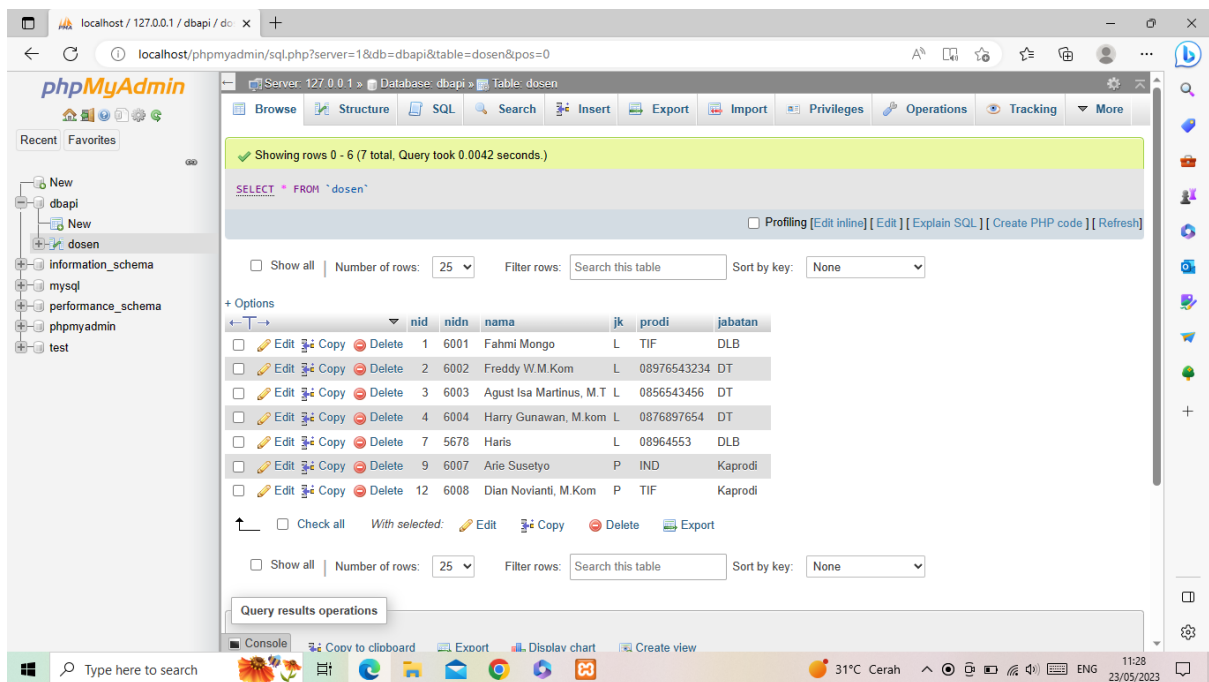 localhost / 127.0.0.1 / dbapi / do
localhost/phpmyadmin/sql.php?server=1&db=dbapi&table=dosen&pos=0
phpMyAdmin
Recent Favorites
New
dbapi
New
dosen
information_schema
mysql
performance_schema
phpmyadmin
test
Server: 127.0.0.1 » Database: dbapi » Table: dosen
Browse Structure SQL Search Insert Export Import Privileges Operations Tracking More
Showing rows 0 - 6 (7 total, Query took 0.0042 seconds.)
SELECT * FROM `dosen`
Profiling [Edit inline] [ Edit ] [ Explain SQL ] [ Create PHP code ] [ Refresh]
Show all | Number of rows: 25 Filter rows: Search this table Sort by key: None
+ Options
←T→ nid nidn nama jk prodi jabatan
Edit Copy Delete 1 6001 Fahmi Mongo L TIF DLB
Edit Copy Delete 2 6002 Freddy W.M.Kom L 08976543234 DT
Edit Copy Delete 3 6003 Agust Isa Martinus, M.T L 0856543456 DT
Edit Copy Delete 4 6004 Harry Gunawan, M.kom L 0876897654 DT
Edit Copy Delete 7 5678 Haris L 08964553 DLB
Edit Copy Delete 9 6007 Arie Susetyo P IND Kaprodi
Edit Copy Delete 12 6008 Dian Novianti, M.Kom P TIF Kaprodi
Check all With selected: Edit Copy Delete Export
Show all | Number of rows: 25 Filter rows: Search this table Sort by key: None
Query results operations
Console Copy to clipboard Export Display chart Create view
Type here to search
31°C Cerah
ENG
11:28
23/05/2023